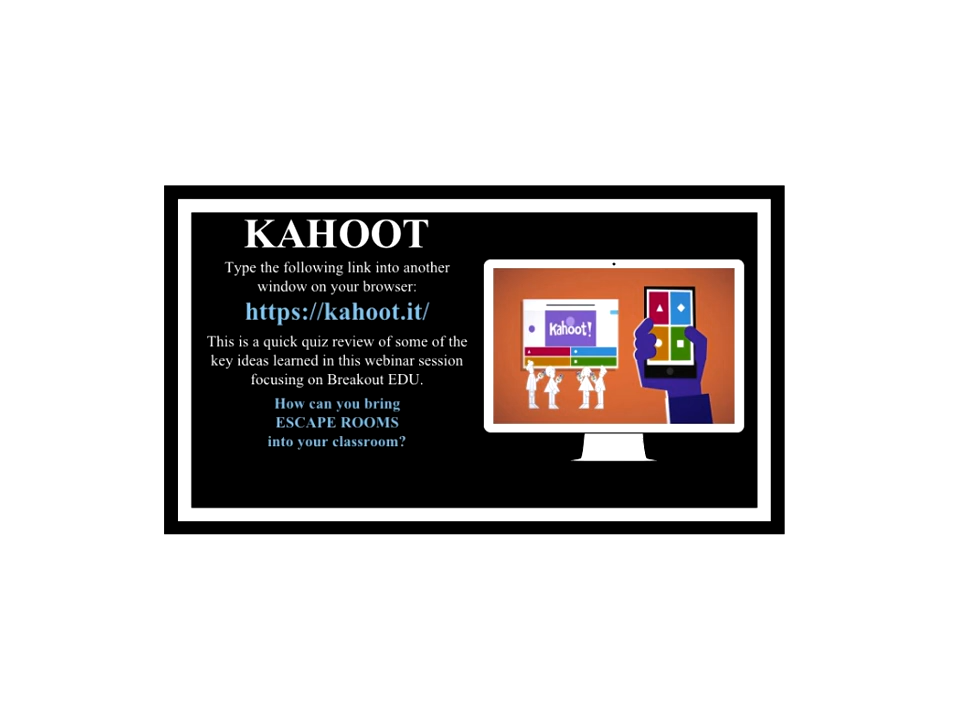 KAHOOT
Type the following link into another
window on your browser:
https://kahoot.it/
This is a quick quiz review of some of the
key ideas learned in this webinar session
focusing on Breakout EDU.
How can you bring
ESCAPE ROOMS
into your classroom?
Kahoot!